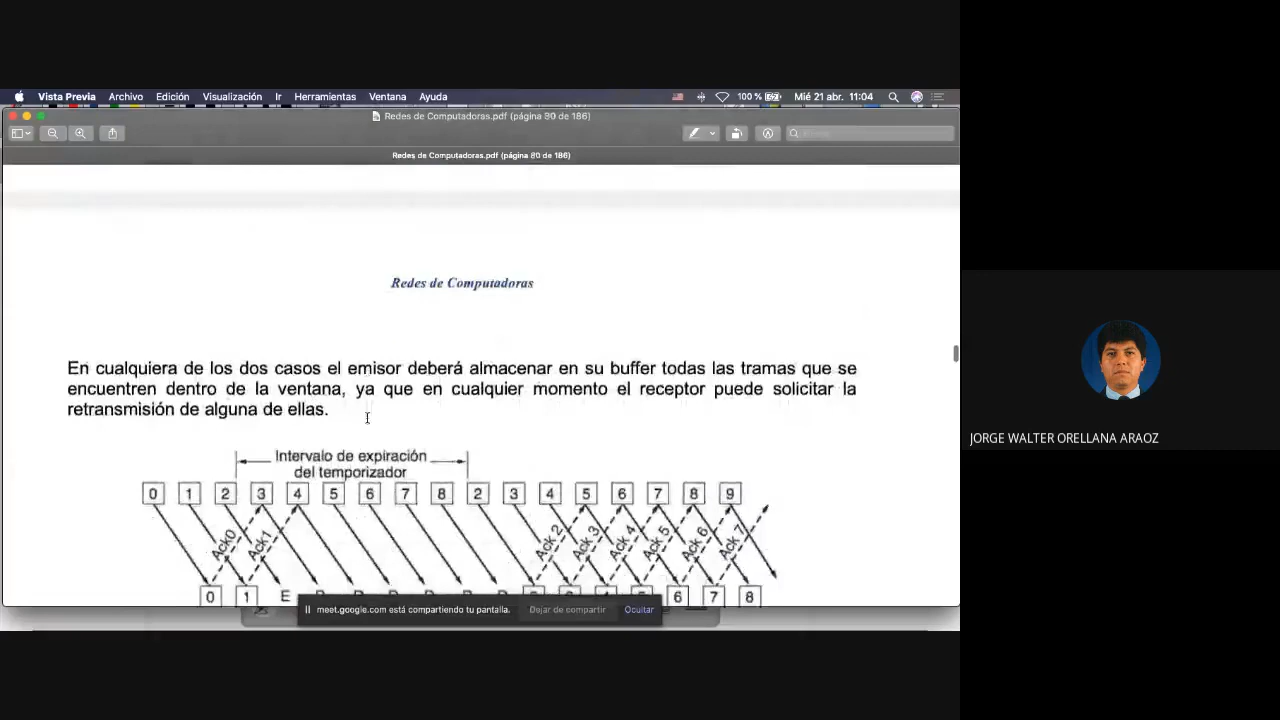 Vista Previa Archivo Edición Visualización Ir Herramientas Ventana Ayuda 100 % Mié 21 abr. 11:04
Redes de Computadoras.pdf (página 80 de 186)
Redes de Computadoras.pdf (página 80 de 186)
Redes de Computadoras
En cualquiera de los dos casos el emisor deberá almacenar en su buffer todas las tramas que se
encuentren dentro de la ventana, ya que en cualquier momento el receptor puede solicitar la
retransmisión de alguna de ellas.
Intervalo de expiración
del temporizador
0 1 2 3 4 5 6 7 8 2 3 4 5 6 7 8 9
Ack0 Ack1 Ack 2 Ack 3 Ack 4 Ack 5 Ack 6 Ack 7
0 1 E 6 7 8
meet.google.com está compartiendo tu pantalla. Dejar de compartir Ocultar
JORGE WALTER ORELLANA ARAOZ